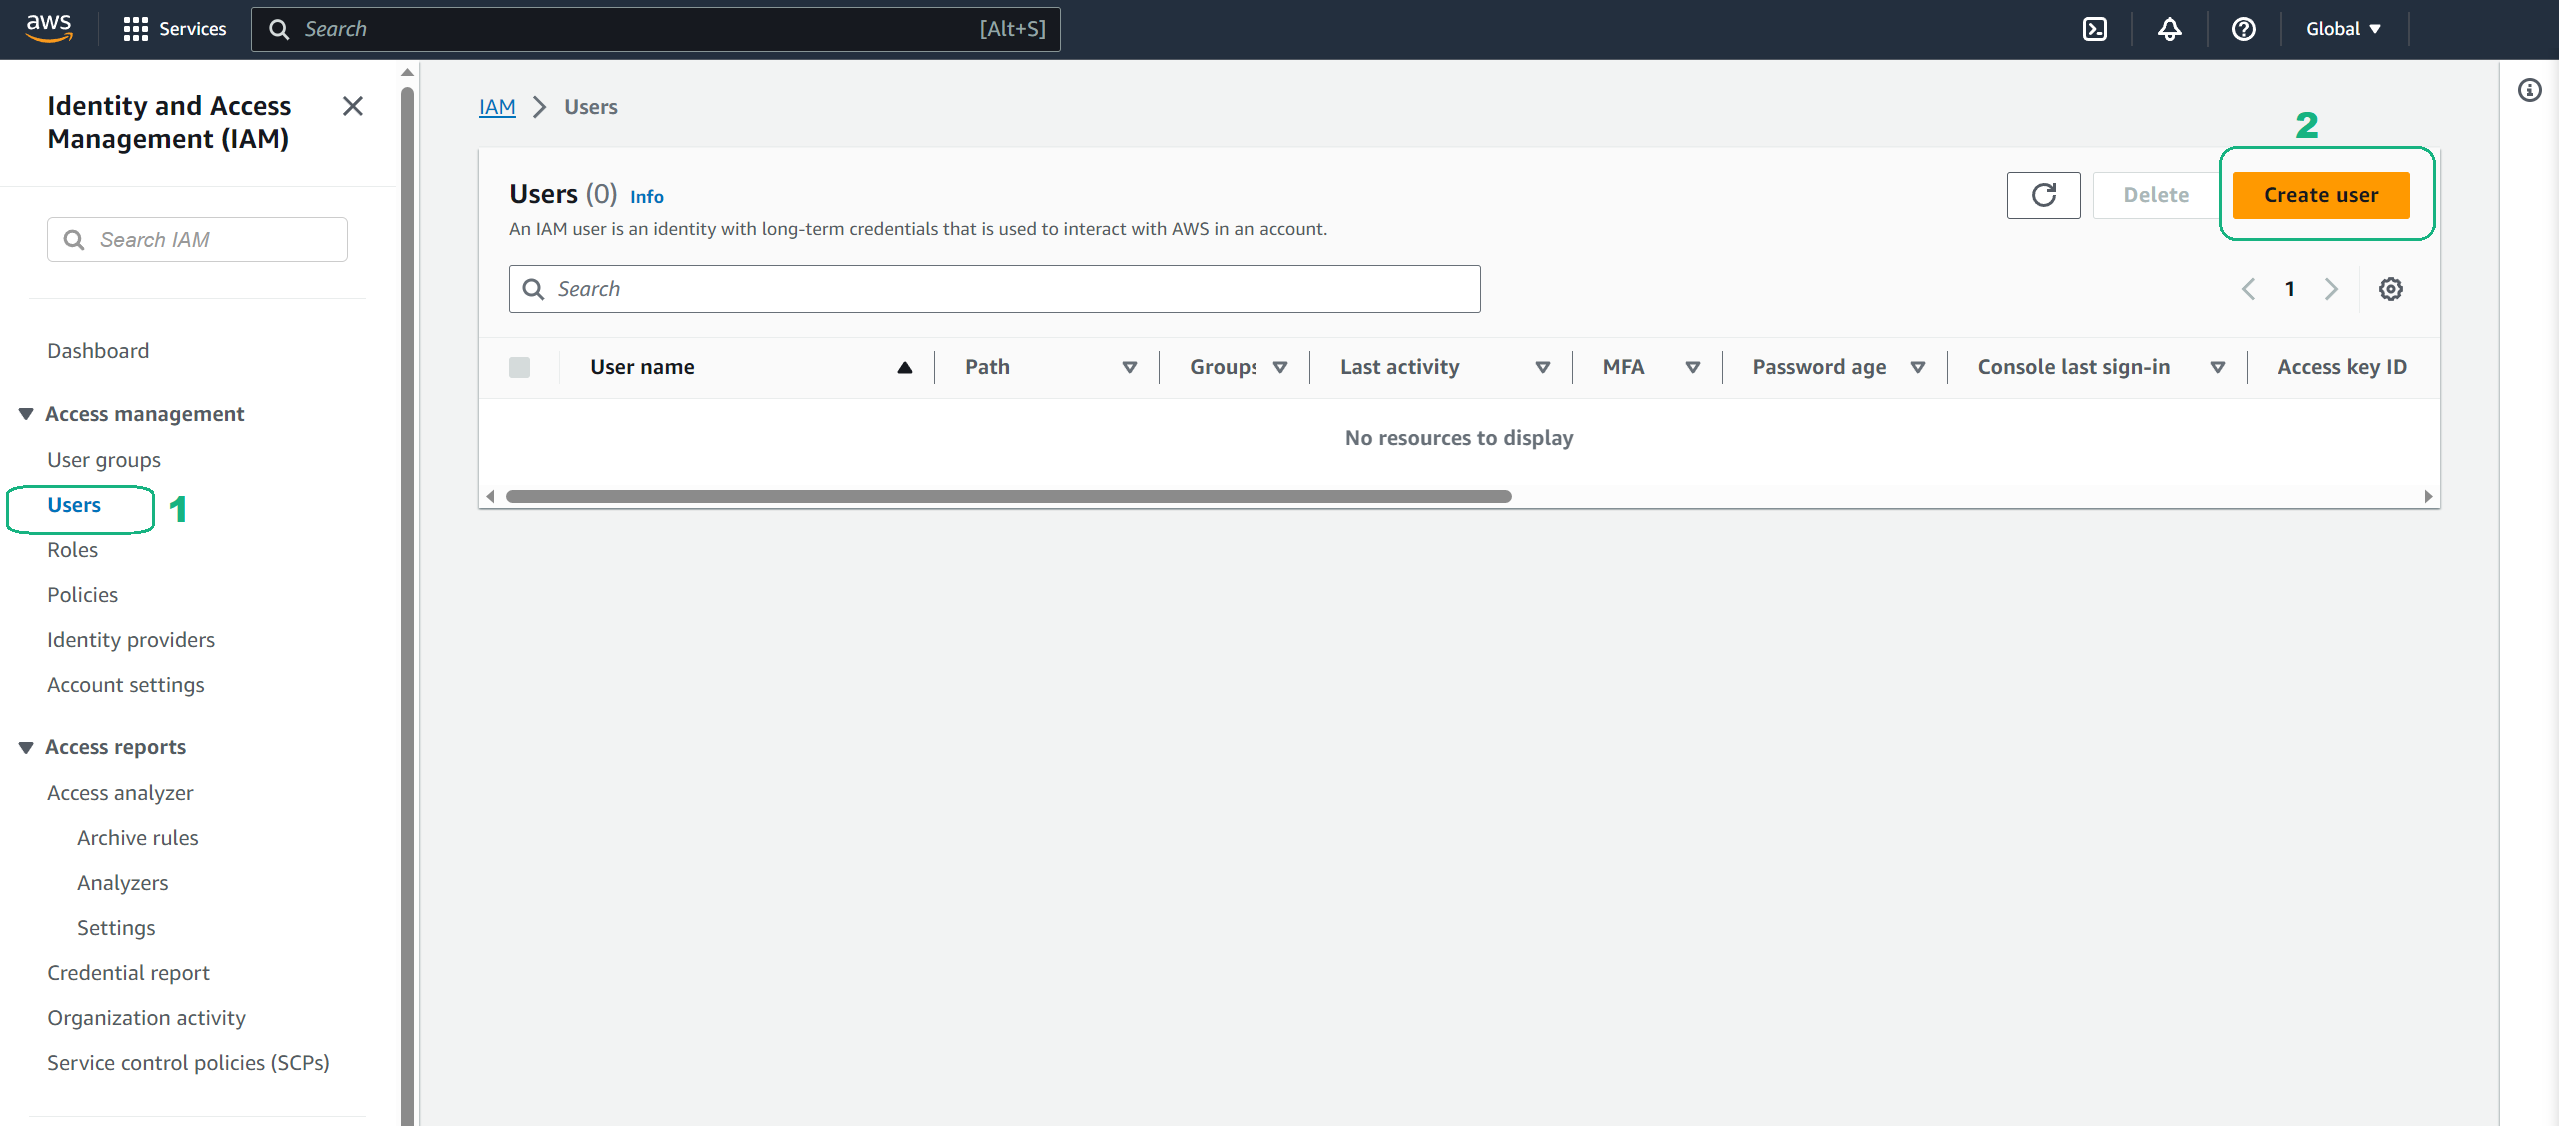 aws Services Search [Alt+S] Global
Identity and Access
Management (IAM)
Search IAM
Dashboard
Access management
User groups
Users 1
Roles
Policies
Identity providers
Account settings
Access reports
Access analyzer
Archive rules
Analyzers
Settings
Credential report
Organization activity
Service control policies (SCPs)
IAM Users
2
Users (0) Info Delete Create user
An IAM user is an identity with long-term credentials that is used to interact with AWS in an account.
Search 1
User name Path Groups Last activity MFA Password age Console last sign-in Access key ID
No resources to display